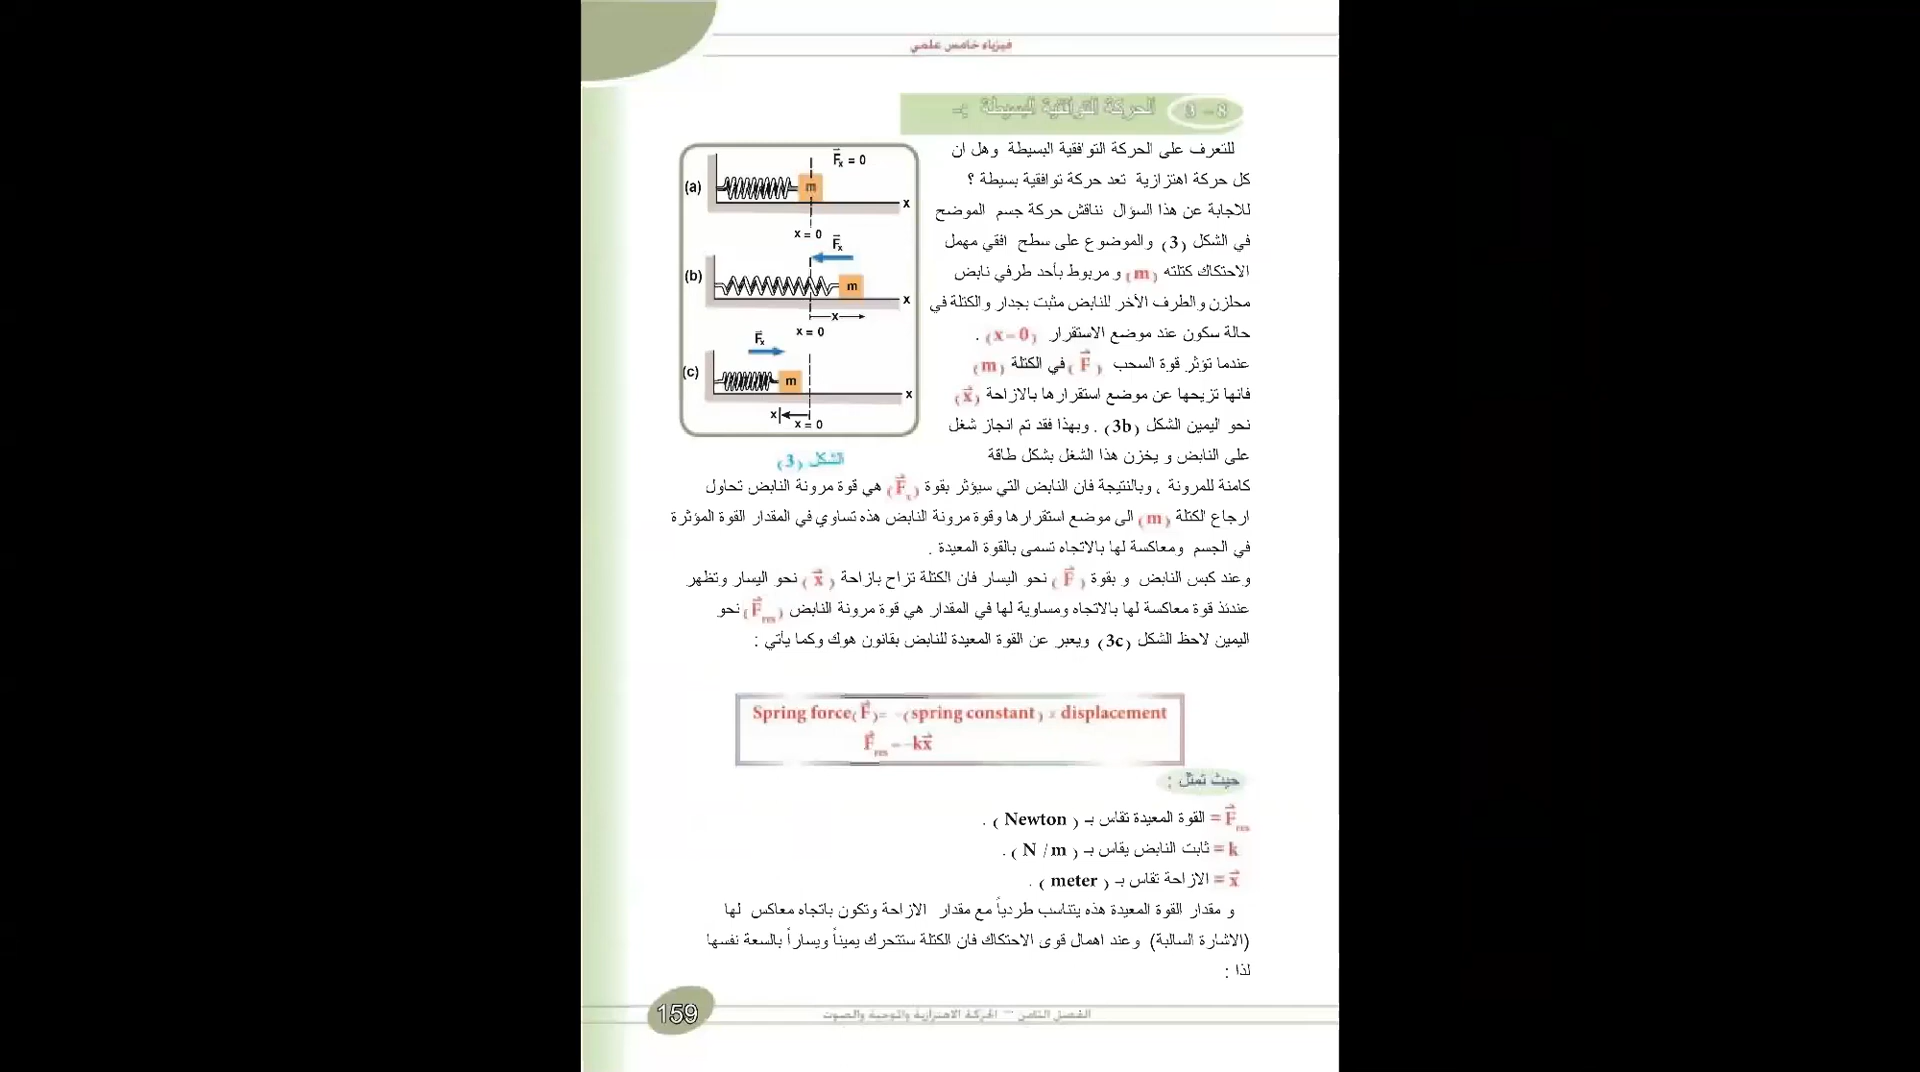 فيزياء خامس علمي
8 – 3 الحركة التوافقية البسيطة :-
للتعرف على الحركة التوافقية البسيطة وهل ان
كل حركة اهتزازية تعد حركة توافقية بسيطة ؟
للاجابة عن هذا السؤال نناقش حركة جسم الموضح
في الشكل (3) والموضوع على سطح افقي مهمل
الاحتكاك كتلته (m) و مربوط بأحد طرفي نابض
محلزن والطرف الآخر للنابض مثبت بجدار والكتلة في
حالة سكون عند موضع الاستقرار (x=0) .
عندما تؤثر قوة السحب (F⃗) في الكتلة (m)
فانها تزيحها عن موضع استقرارها بالازاحة (x⃗)
نحو اليمين الشكل (3b) . وبهذا فقد تم انجاز شغل
على النابض و يخزن هذا الشغل بشكل طاقة
(a)
F⃗x = 0
m
x
x = 0
(b)
F⃗x
m
x
x
x = 0
(c)
F⃗x
m
x
x
x = 0
الشكل (3)
كامنة للمرونة ، وبالنتيجة فان النابض التي سيؤثر بقوة (F⃗x) هي قوة مرونة النابض تحاول
ارجاع الكتلة (m) الى موضع استقرارها وقوة مرونة النابض هذه تساوي في المقدار القوة المؤثرة
في الجسم ومعاكسة لها بالاتجاه تسمى بالقوة المعيدة .
وعند كبس النابض و بقوة (F⃗) نحو اليسار فان الكتلة تزاح بازاحة (x⃗) نحو اليسار وتظهر
عندئذ قوة معاكسة لها بالاتجاه ومساوية لها في المقدار هي قوة مرونة النابض (F⃗res) نحو
اليمين لاحظ الشكل (3c) ويعبر عن القوة المعيدة للنابض بقانون هوك وكما يأتي :
Spring force(F⃗)= -(spring constant) × displacement
F⃗res = -kx⃗
حيث تمثل :
F⃗res = القوة المعيدة تقاس بـ (Newton) .
k = ثابت النابض يقاس بـ (N /m) .
x⃗ = الازاحة تقاس بـ (meter) .
و مقدار القوة المعيدة هذه يتناسب طردياً مع مقدار الازاحة وتكون باتجاه معاكس لها
(الاشارة السالبة) وعند اهمال قوى الاحتكاك فان الكتلة ستتحرك يميناً ويساراً بالسعة نفسها
لذا :
الفصل الثامن – الحركة الاهتزازية والموجية والصوت
159